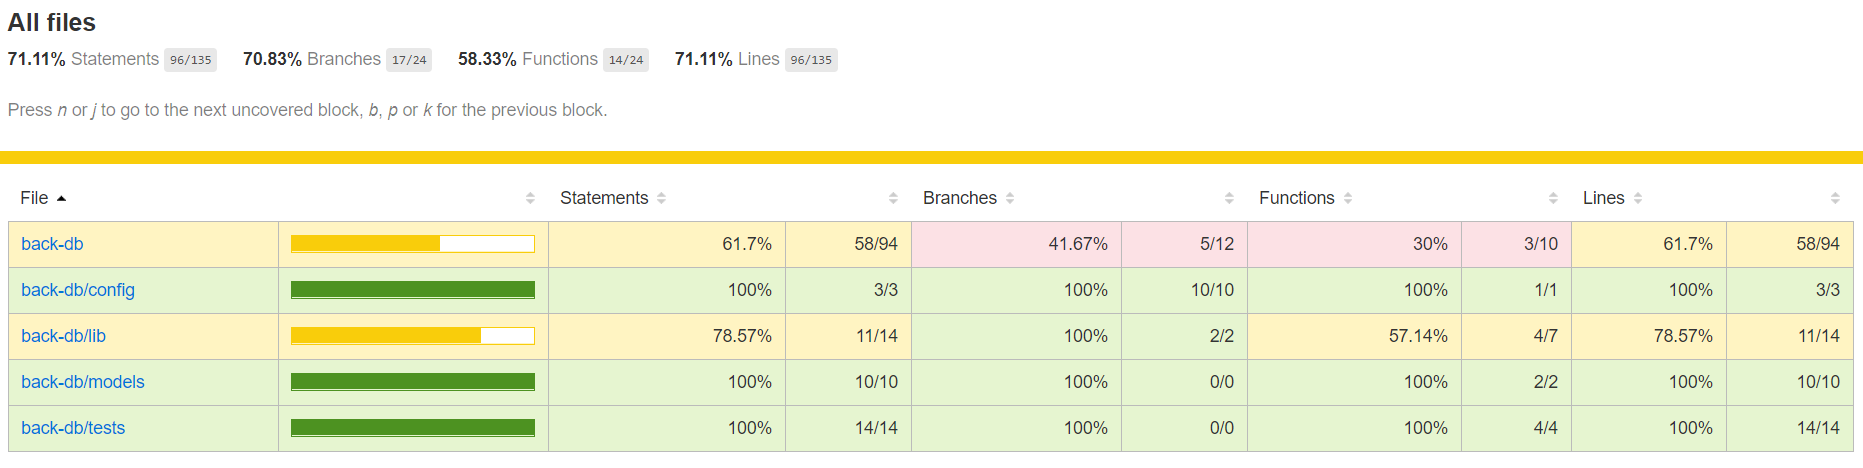 All files
71.11% Statements 96/135 70.83% Branches 17/24 58.33% Functions 14/24 71.11% Lines 96/135
Press n or j to go to the next uncovered block, b, p or k for the previous block.
File Statements Branches Functions Lines
back-db 61.7% 58/94 41.67% 5/12 30% 3/10 61.7% 58/94
back-db/config 100% 3/3 100% 10/10 100% 1/1 100% 3/3
back-db/lib 78.57% 11/14 100% 2/2 57.14% 4/7 78.57% 11/14
back-db/models 100% 10/10 100% 0/0 100% 2/2 100% 10/10
back-db/tests 100% 14/14 100% 0/0 100% 4/4 100% 14/14